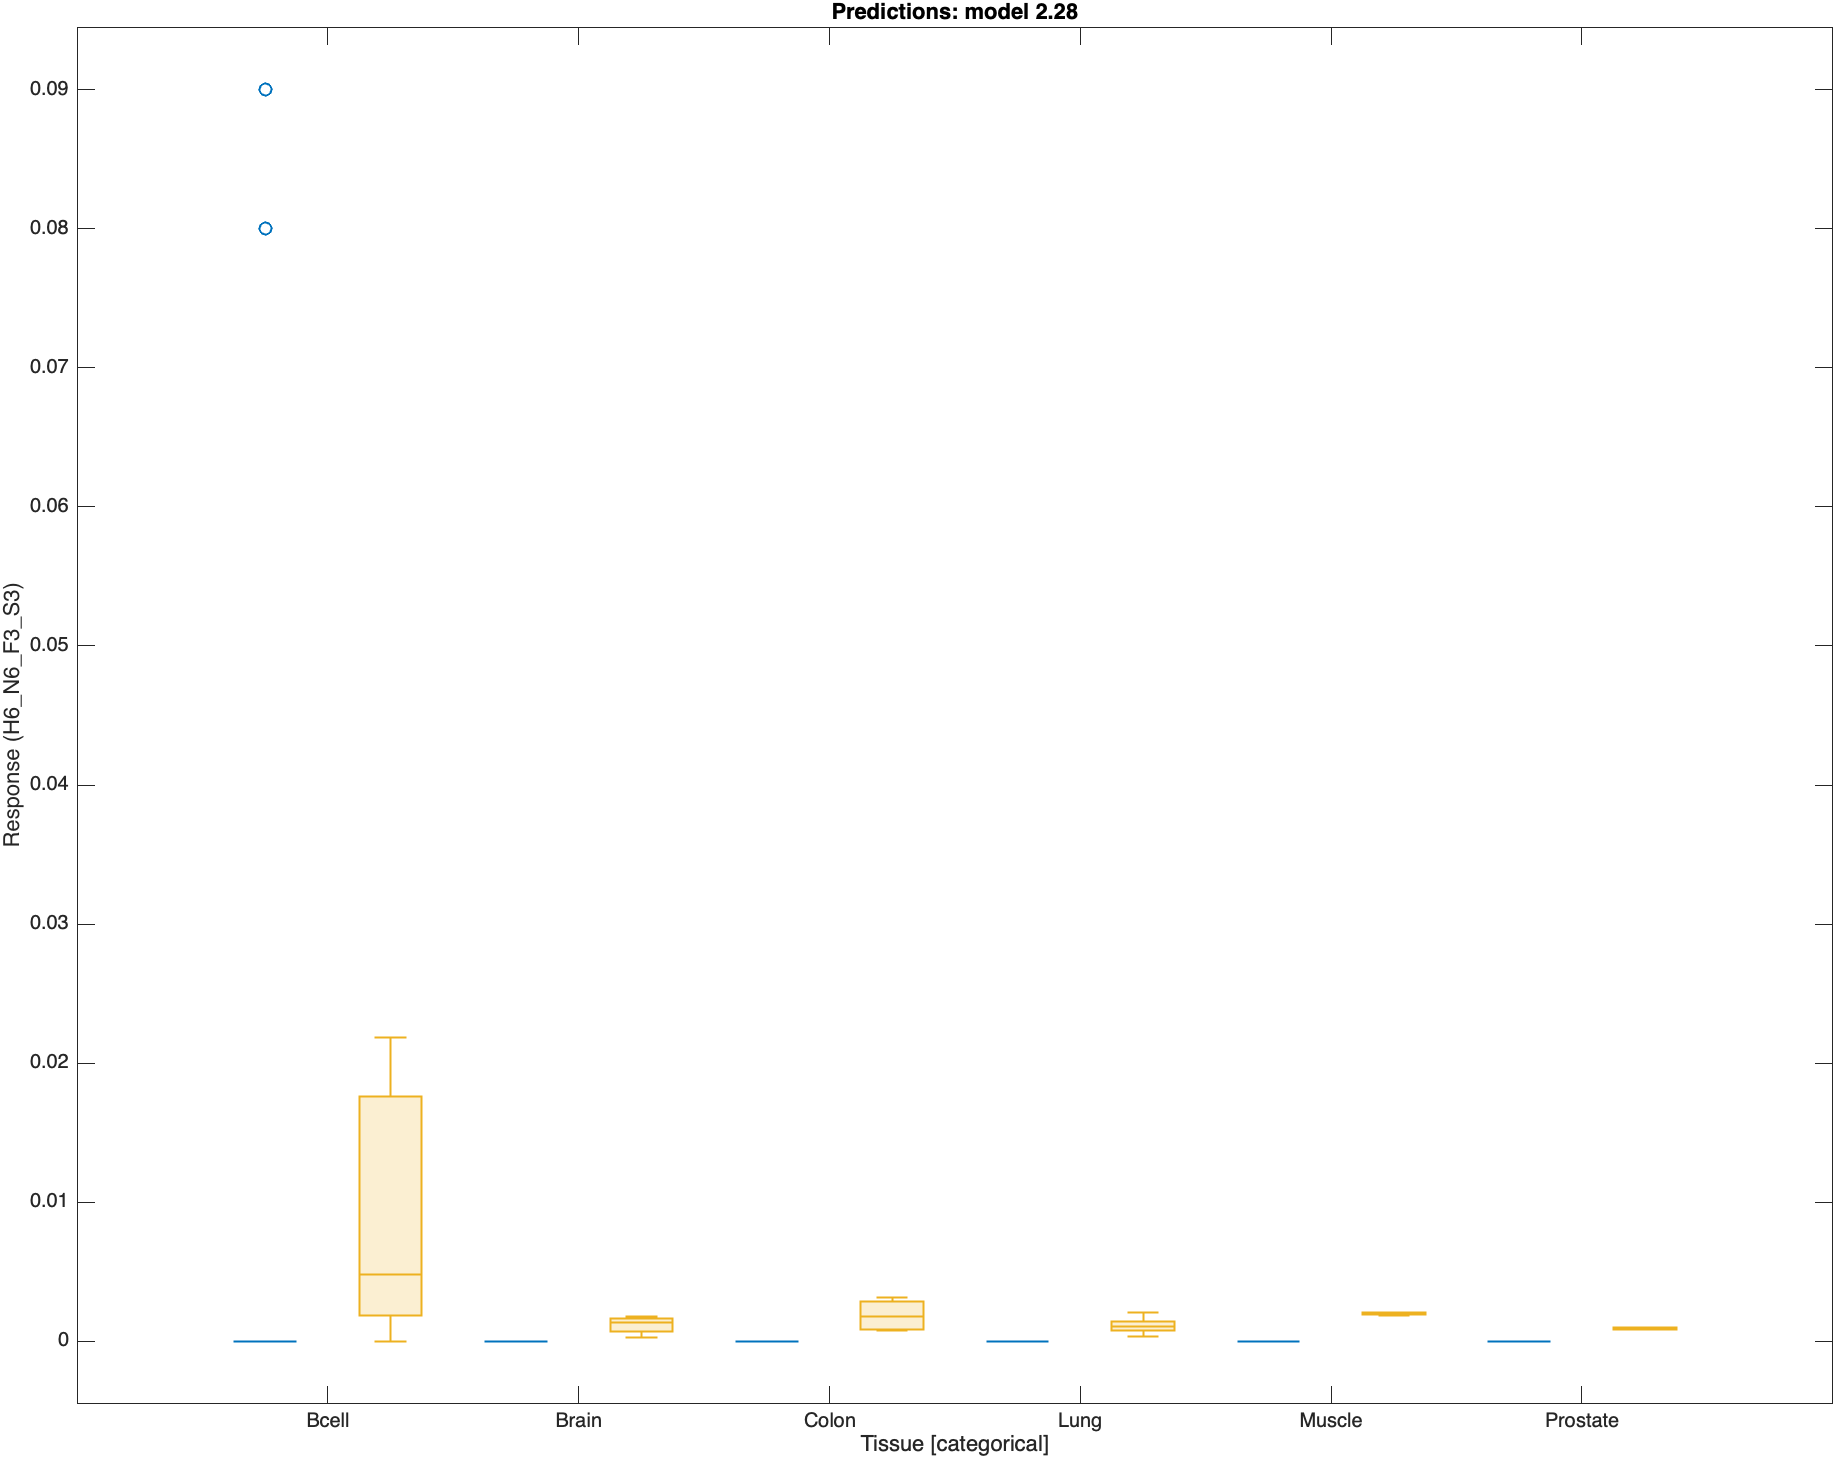 Predictions: model 2.28
0.09
0.08
0.07
0.06
0.05
0.04
0.03
0.02
0.01
0
Response (H6_N6_F3_S3)
Bcell Brain Colon Lung Muscle Prostate
Tissue [categorical]